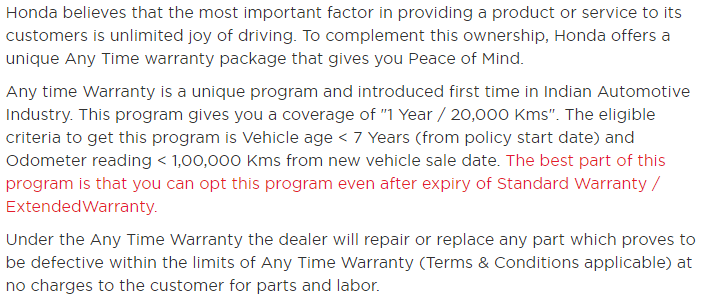 Honda believes that the most important factor in providing a product or service to its
customers is unlimited joy of driving. To complement this ownership, Honda offers a
unique Any Time warranty package that gives you Peace of Mind.
Any time Warranty is a unique program and introduced first time in Indian Automotive
Industry. This program gives you a coverage of "1 Year / 20,000 Kms". The eligible
criteria to get this program is Vehicle age < 7 Years (from policy start date) and
Odometer reading < 1,00,000 Kms from new vehicle sale date. The best part of this
program is that you can opt this program even after expiry of Standard Warranty /
ExtendedWarranty.
Under the Any Time Warranty the dealer will repair or replace any part which proves to
be defective within the limits of Any Time Warranty (Terms & Conditions applicable) at
no charges to the customer for parts and labor.